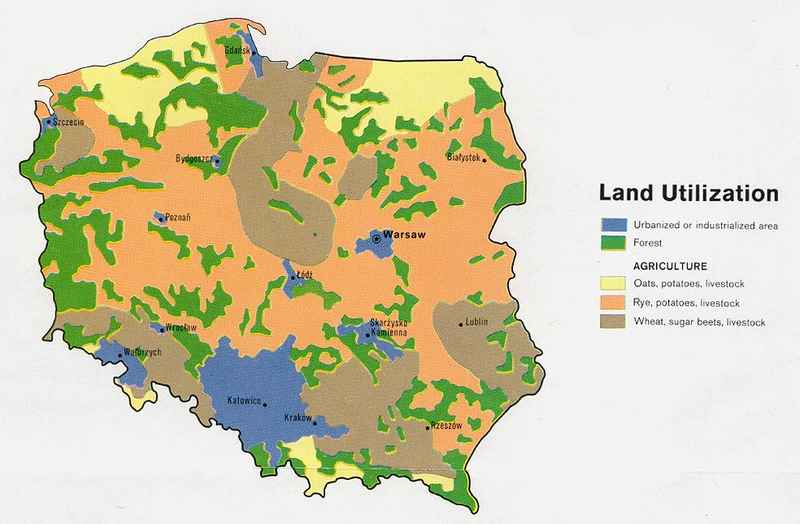 Gdańsk
Szczecin
Bydgoszcz
Białystok
Poznań
Warsaw
Łódź
Wrocław
Skarżysko
Kamienna
Lublin
Wałbrzych
Katowice
Kraków
Rzeszów
Land Utilization
Urbanized or industrialized area
Forest
AGRICULTURE
Oats, potatoes, livestock
Rye, potatoes, livestock
Wheat, sugar beets, livestock